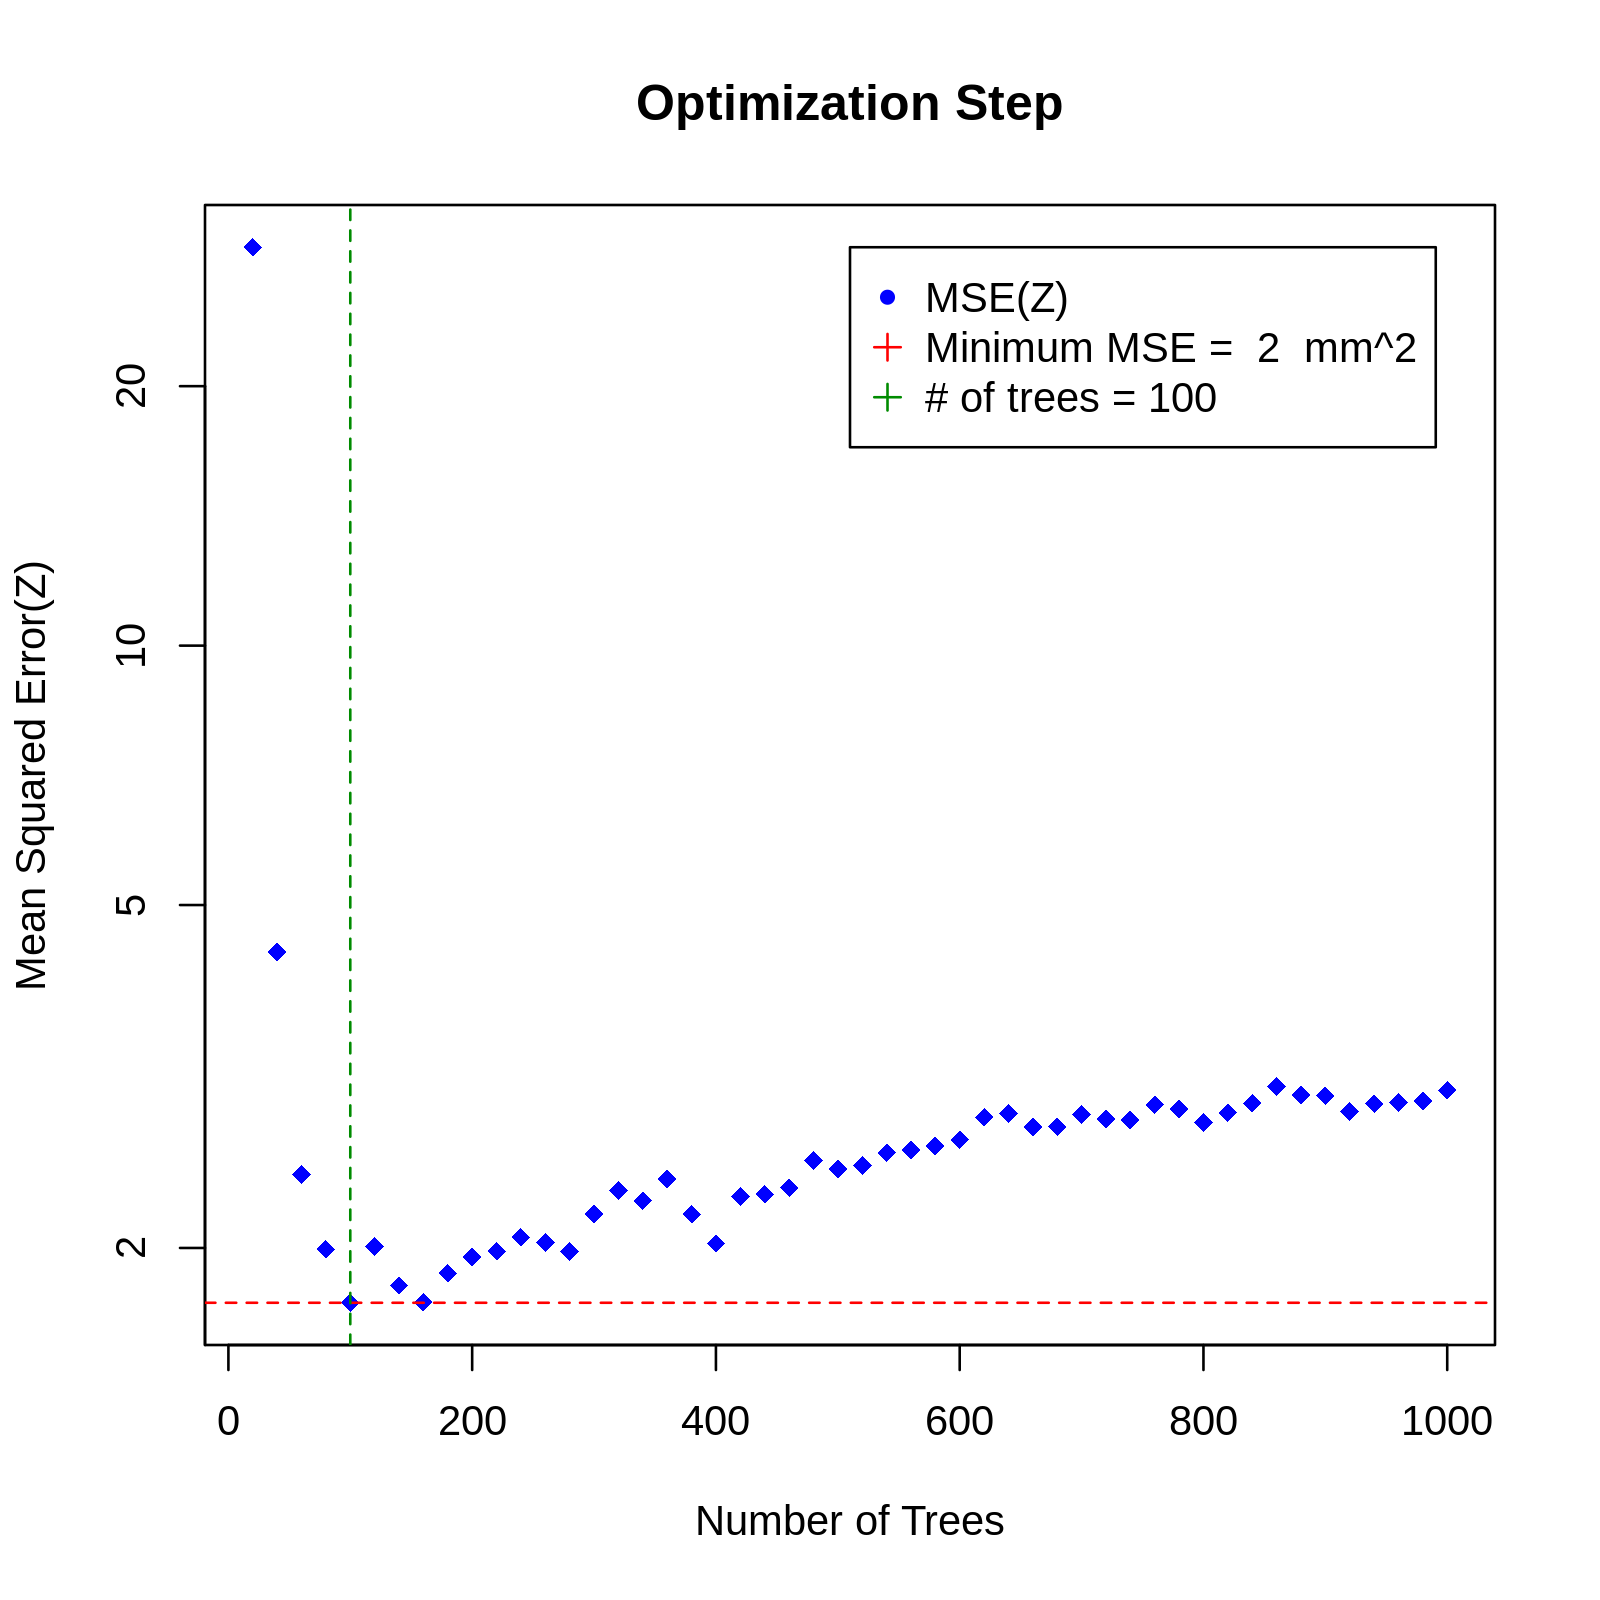 Optimization Step
MSE(Z)
Minimum MSE =  2  mm^2
# of trees = 100
Mean Squared Error(Z)
20
10
5
2
0 200 400 600 800 1000
Number of Trees